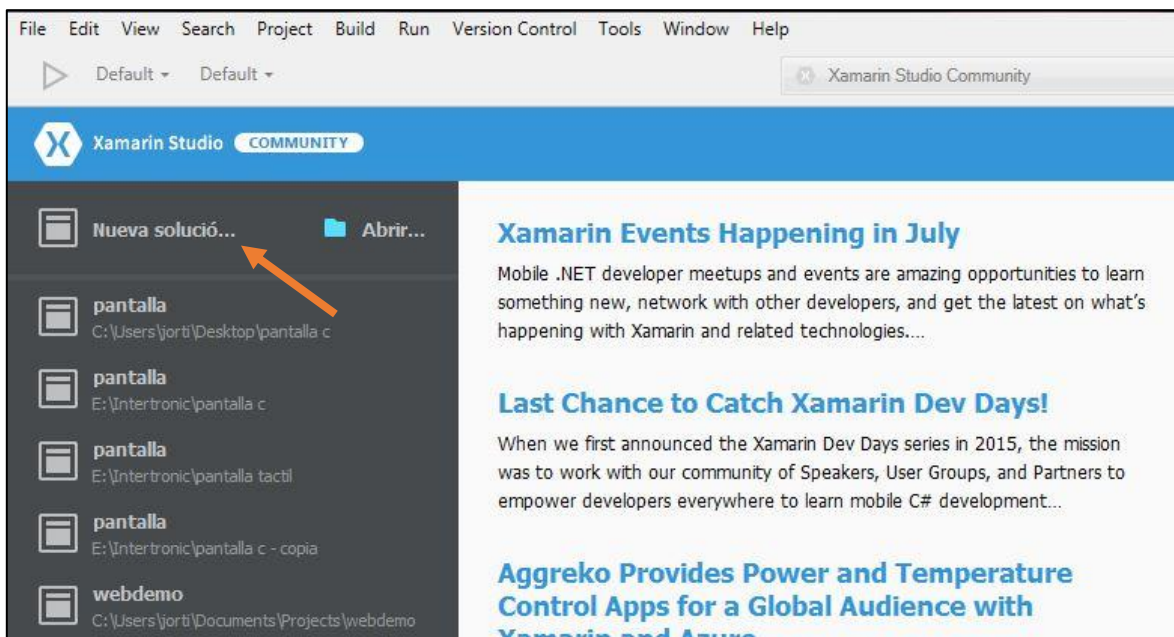 File Edit View Search Project Build Run Version Control Tools Window Help
Default Default Xamarin Studio Community
Xamarin Studio COMMUNITY
Nueva solució... Abrir...
pantalla
C:\Users\jorti\Desktop\pantalla c
pantalla
E:\Intertronic\pantalla c
pantalla
E:\Intertronic\pantalla tactil
pantalla
E:\Intertronic\pantalla c - copia
webdemo
C:\Users\jorti\Documents\Projects\webdemo
Xamarin Events Happening in July
Mobile .NET developer meetups and events are amazing opportunities to learn
something new, network with other developers, and get the latest on what's
happening with Xamarin and related technologies....
Last Chance to Catch Xamarin Dev Days!
When we first announced the Xamarin Dev Days series in 2015, the mission
was to work with our community of Speakers, User Groups, and Partners to
empower developers everywhere to learn mobile C# development...
Aggreko Provides Power and Temperature
Control Apps for a Global Audience with
Xamarin and Azure